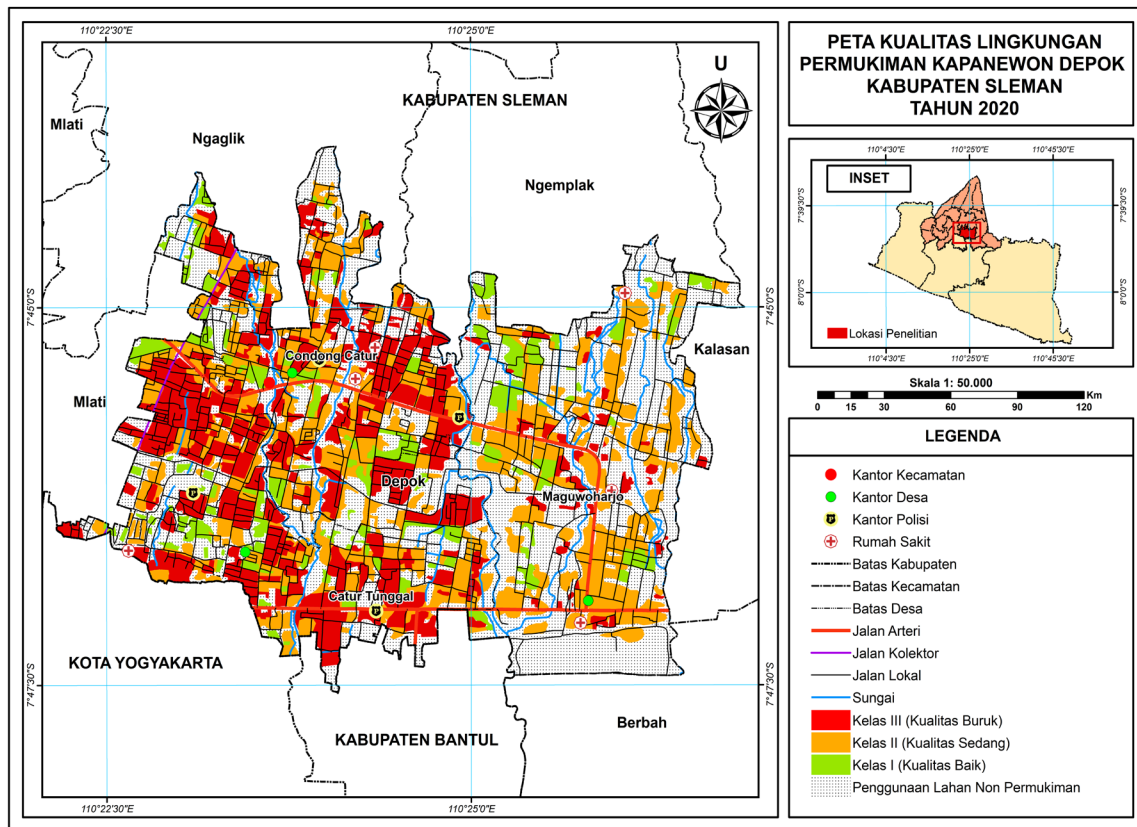 110°22'30"E
110°25'0"E
U
KABUPATEN SLEMAN
Mlati
Ngaglik
Ngemplak
7°45'0"S
7°45'0"S
Kalasan
Condong Catur
Mlati
Depok
Maguwoharjo
Catur Tunggal
KOTA YOGYAKARTA
7°47'30"S
7°47'30"S
Berbah
KABUPATEN BANTUL
110°22'30"E
110°25'0"E
PETA KUALITAS LINGKUNGAN
PERMUKIMAN KAPANEWON DEPOK
KABUPATEN SLEMAN
TAHUN 2020
110°4'30"E
110°25'0"E
110°45'30"E
INSET
7°39'30"S
7°39'30"S
8°0'0"S
8°0'0"S
Lokasi Penelitian
110°4'30"E
110°25'0"E
110°45'30"E
Skala 1: 50.000
Km
0 15 30 60 90 120
LEGENDA
Kantor Kecamatan
Kantor Desa
Kantor Polisi
Rumah Sakit
Batas Kabupaten
Batas Kecamatan
Batas Desa
Jalan Arteri
Jalan Kolektor
Jalan Lokal
Sungai
Kelas III (Kualitas Buruk)
Kelas II (Kualitas Sedang)
Kelas I (Kualitas Baik)
Penggunaan Lahan Non Permukiman